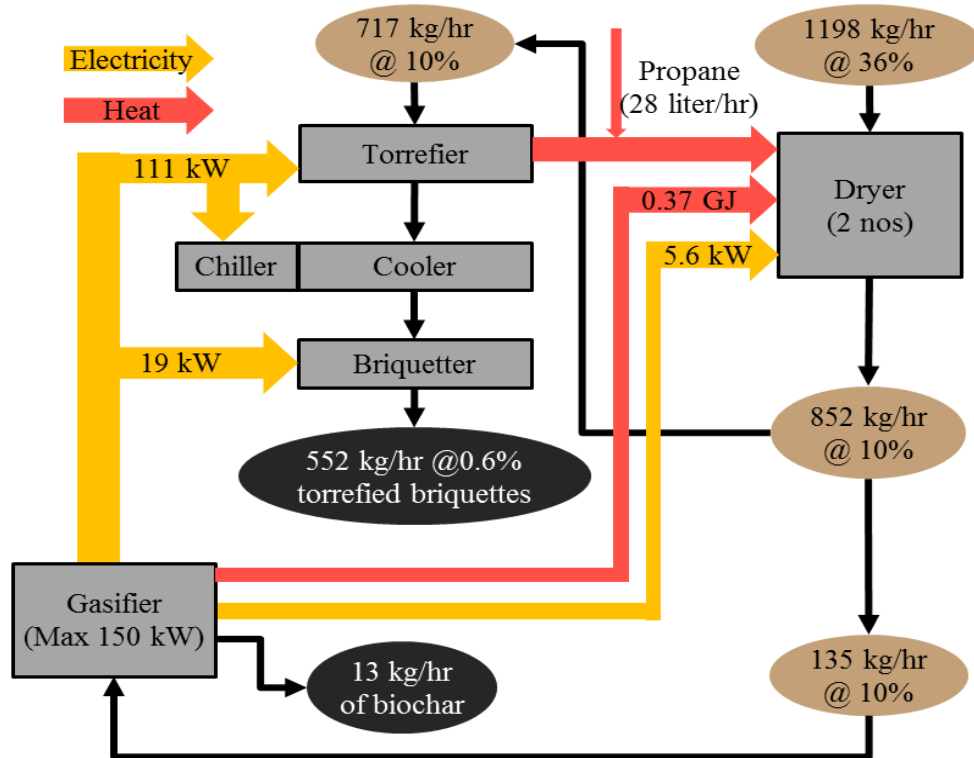 Electricity
Heat
717 kg/hr
@ 10%
Propane
(28 liter/hr)
1198 kg/hr
@ 36%
111 kW
Torrefier
0.37 GJ
Dryer
(2 nos)
5.6 kW
Chiller
Cooler
19 kW
Briquetter
552 kg/hr @0.6%
torrefied briquettes
852 kg/hr
@ 10%
Gasifier
(Max 150 kW)
13 kg/hr
of biochar
135 kg/hr
@ 10%